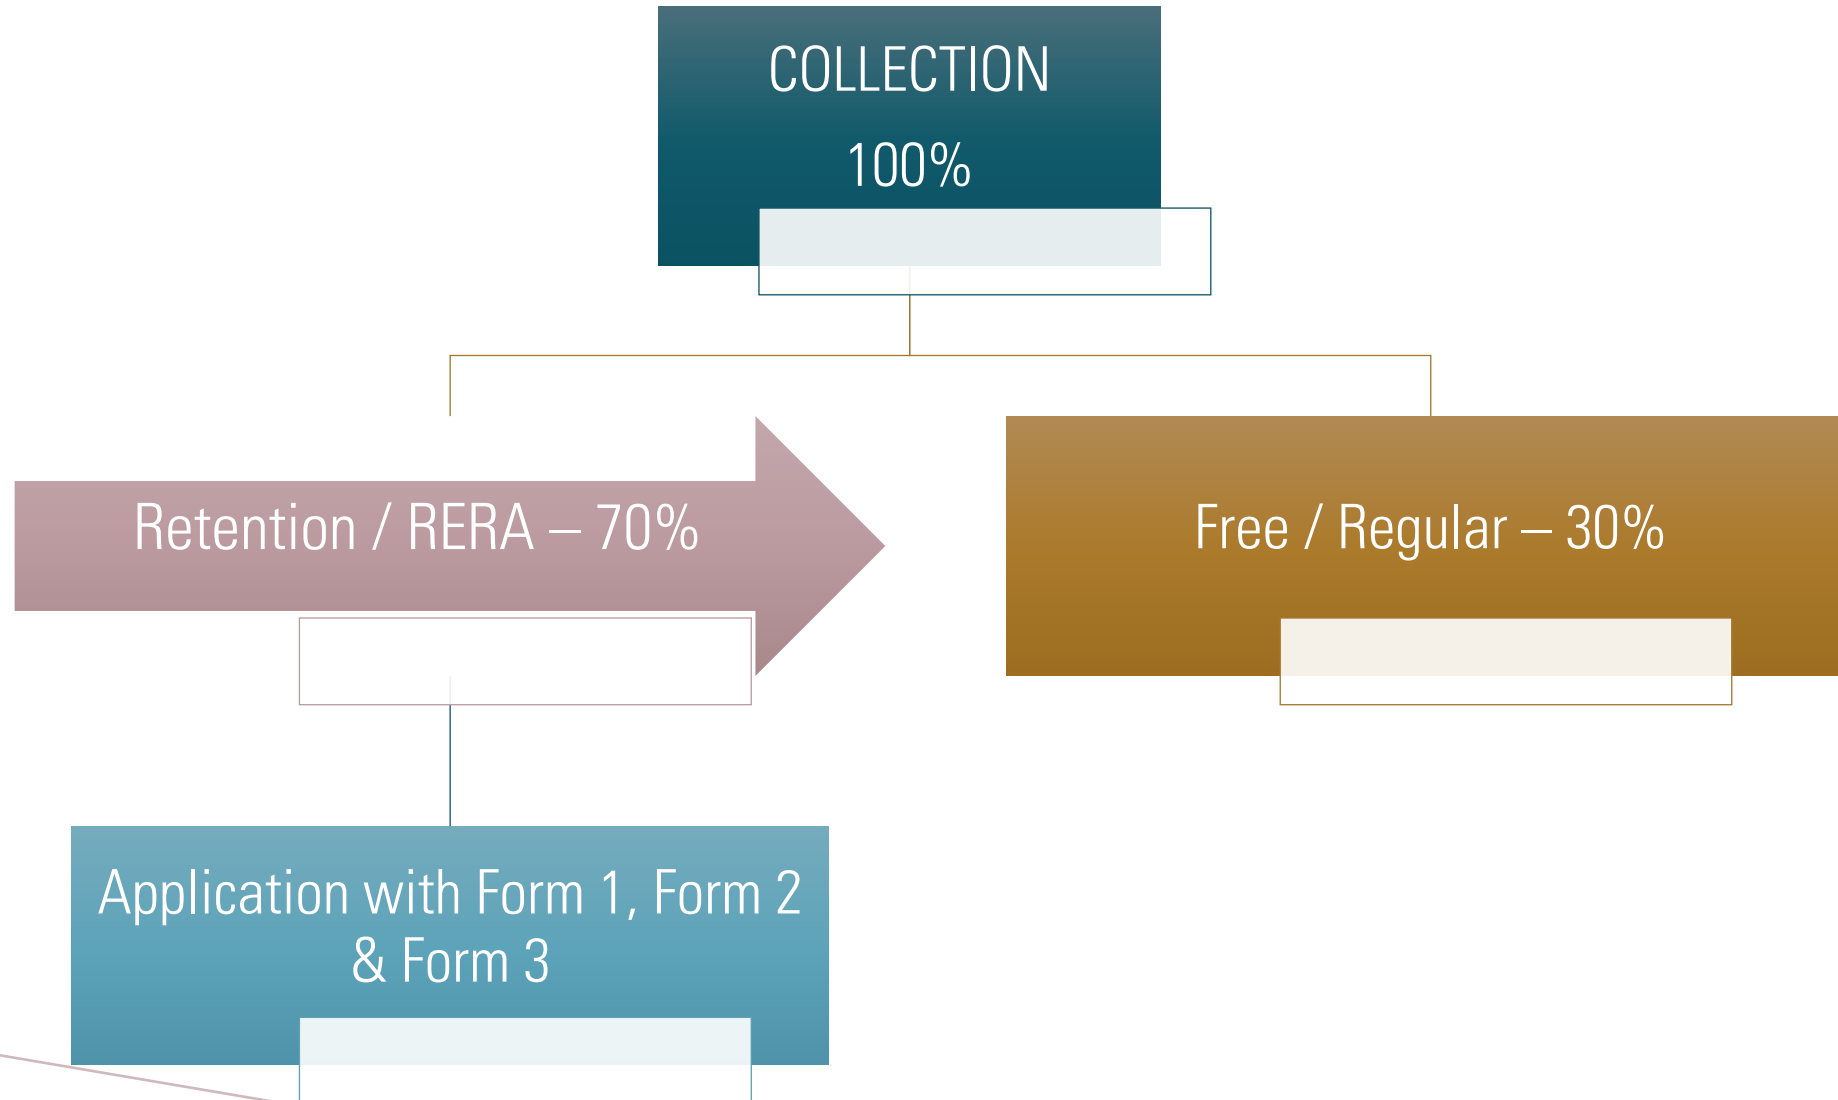 COLLECTION
100%
Retention / RERA – 70%
Free / Regular – 30%
Application with Form 1, Form 2
& Form 3